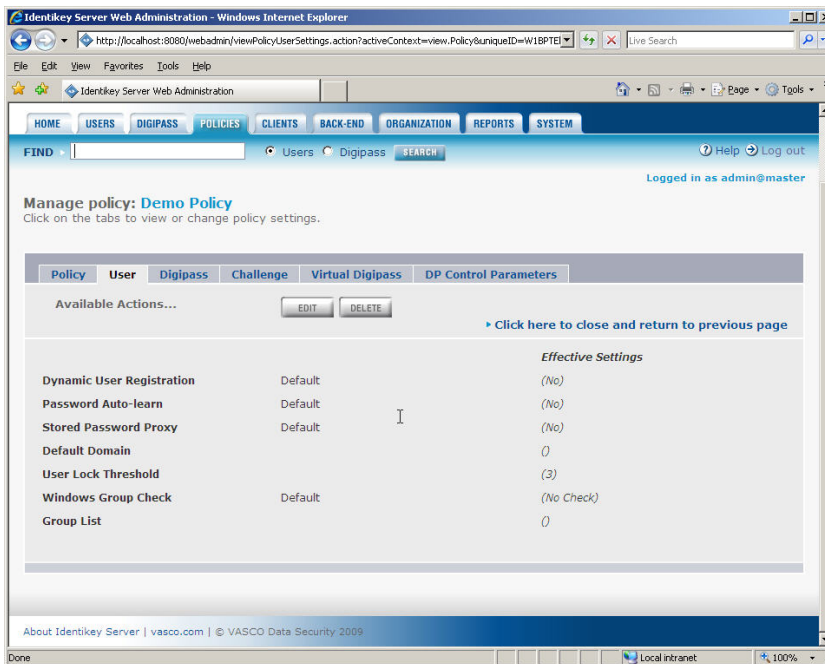 Identikey Server Web Administration - Windows Internet Explorer
http://localhost:8080/webadmin/viewPolicyUserSettings.action?activeContext=view.Policy&uniqueID=W1BPTE
Live Search
File Edit View Favorites Tools Help
Identikey Server Web Administration
Page Tools
HOME USERS DIGIPASS POLICIES CLIENTS BACK-END ORGANIZATION REPORTS SYSTEM
FIND Users Digipass SEARCH Help Log out
Logged in as admin@master
Manage policy: Demo Policy
Click on the tabs to view or change policy settings.
Policy User Digipass Challenge Virtual Digipass DP Control Parameters
Available Actions... EDIT DELETE
Click here to close and return to previous page
Effective Settings
Dynamic User Registration Default (No)
Password Auto-learn Default (No)
Stored Password Proxy Default (No)
Default Domain ()
User Lock Threshold (3)
Windows Group Check Default (No Check)
Group List ()
About Identikey Server | vasco.com | © VASCO Data Security 2009
Done Local intranet 100%